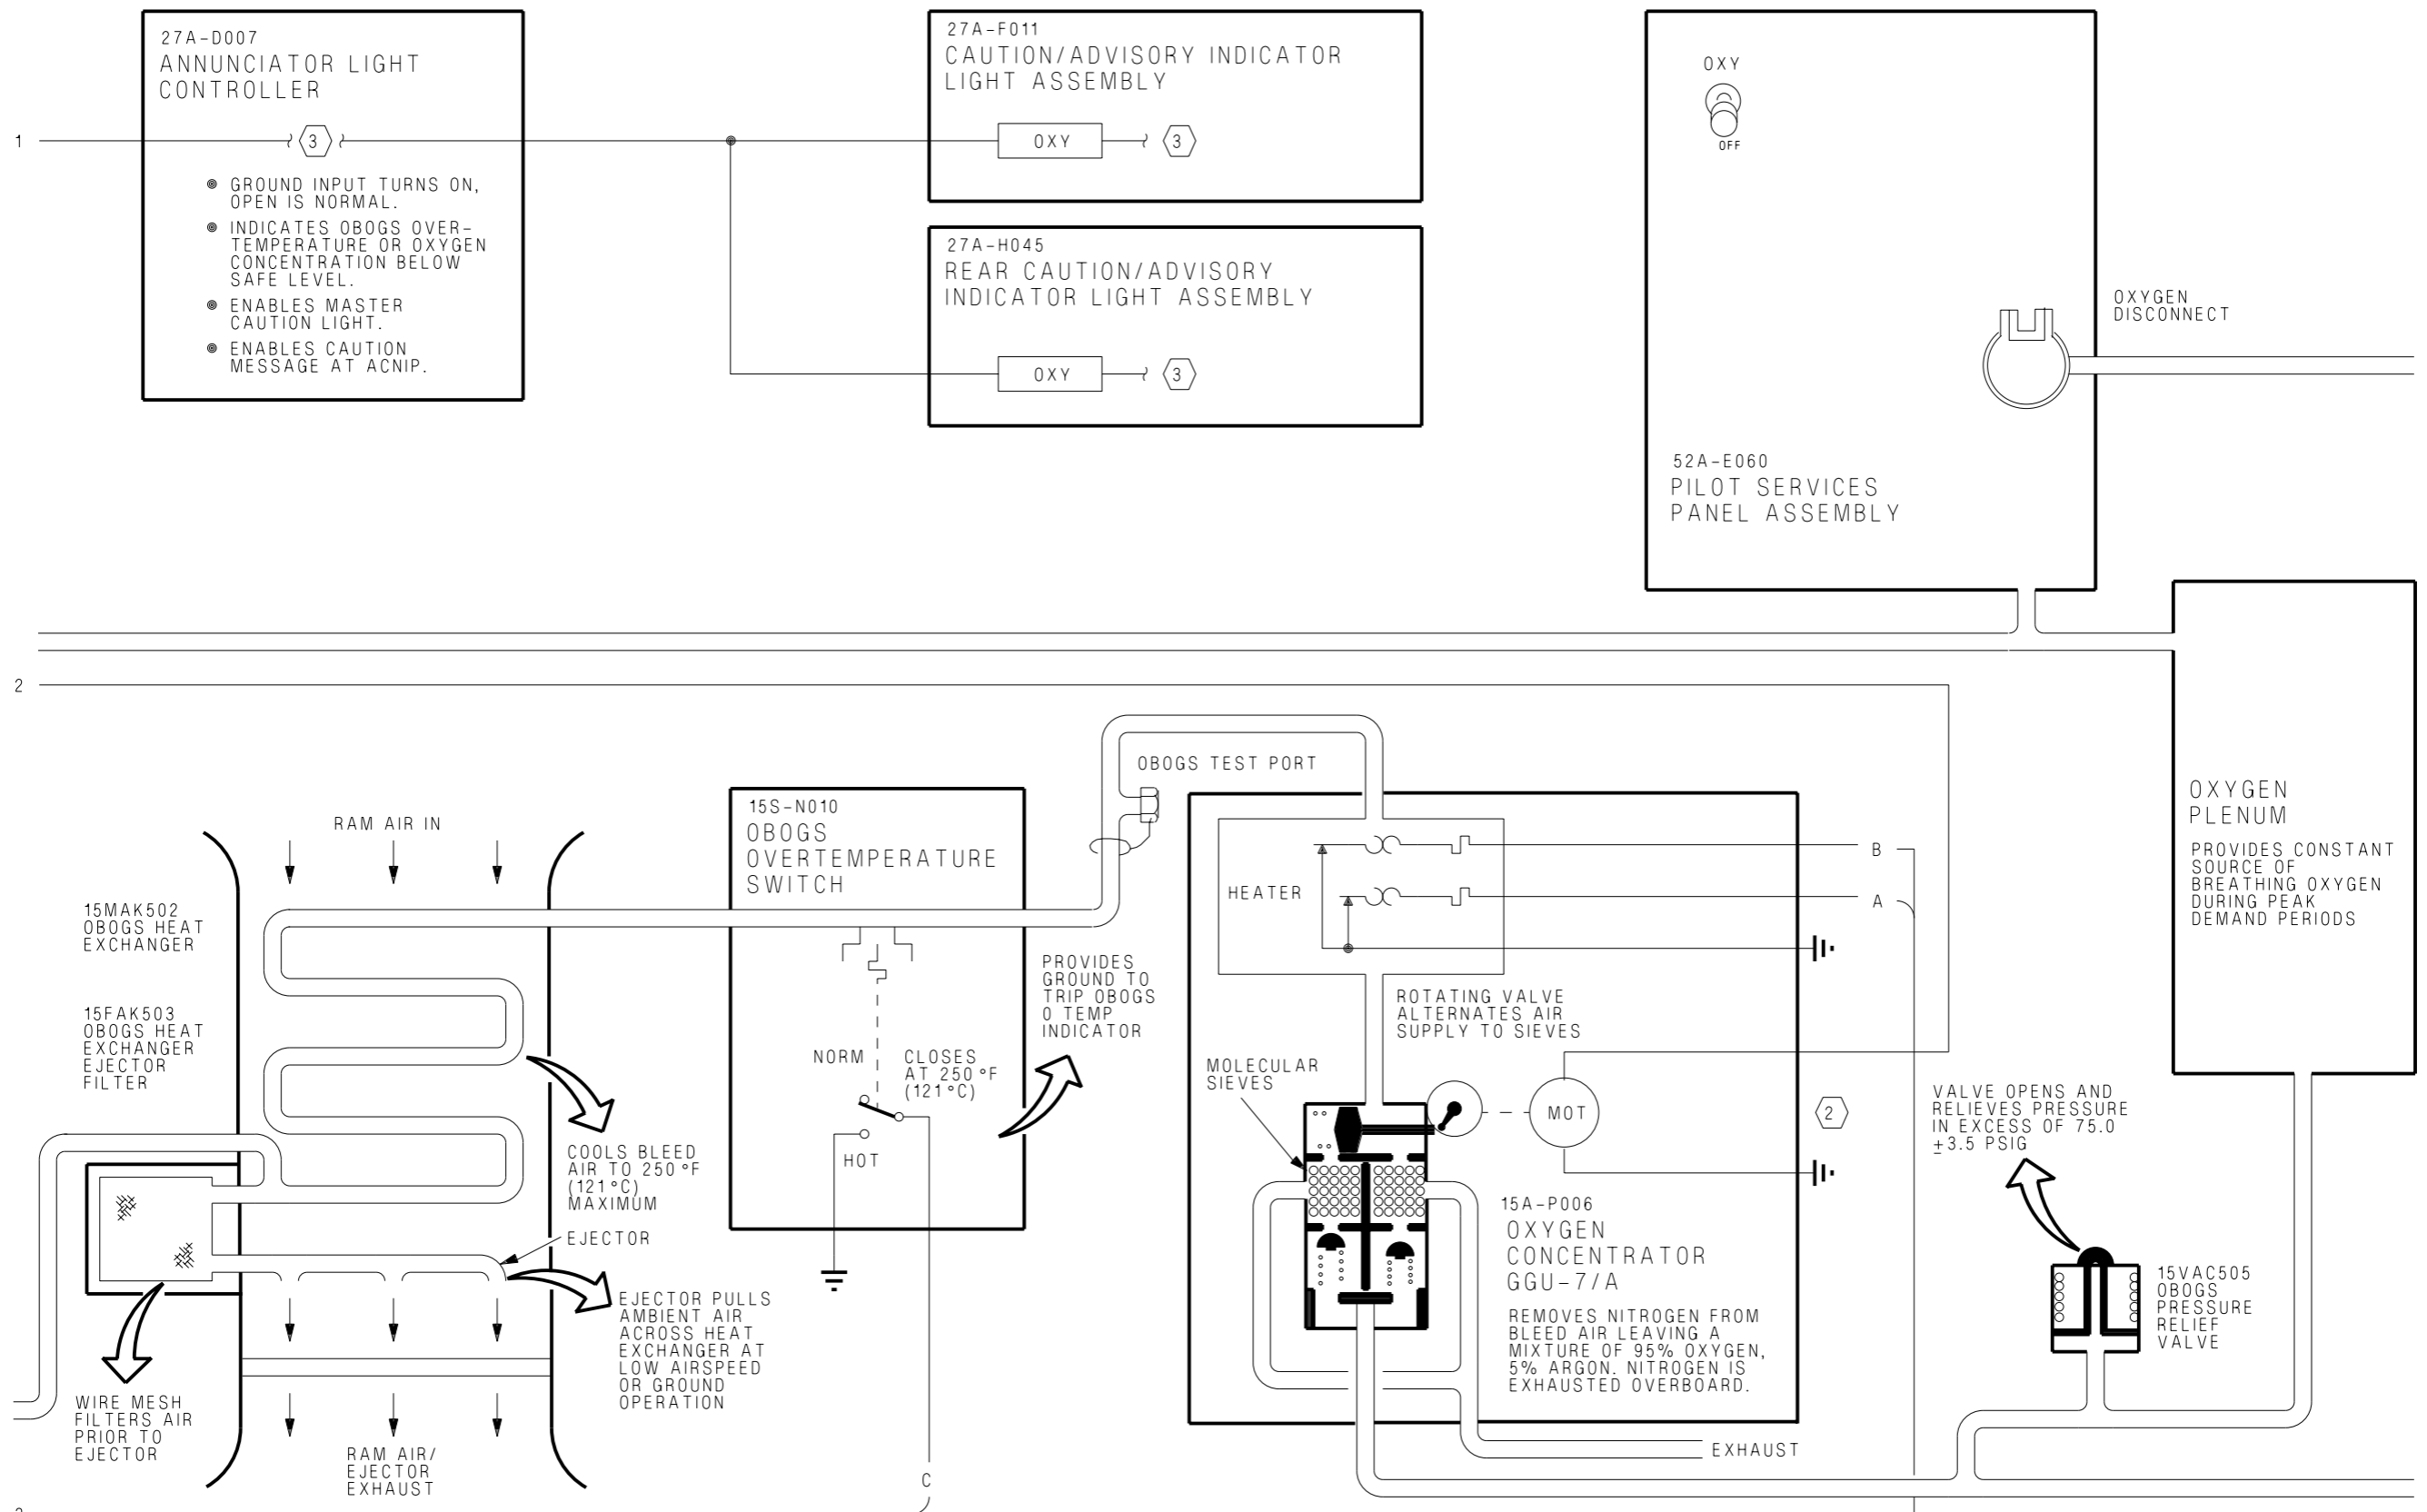 27A-D007
ANNUNCIATOR LIGHT
CONTROLLER
1
3
GROUND INPUT TURNS ON,
OPEN IS NORMAL.
INDICATES OBOGS OVER-
TEMPERATURE OR OXYGEN
CONCENTRATION BELOW
SAFE LEVEL.
ENABLES MASTER
CAUTION LIGHT.
ENABLES CAUTION
MESSAGE AT ACNIP.
27A-F011
CAUTION/ADVISORY INDICATOR
LIGHT ASSEMBLY
OXY
3
27A-H045
REAR CAUTION/ADVISORY
INDICATOR LIGHT ASSEMBLY
OXY
3
OXY
OFF
OXYGEN
DISCONNECT
52A-E060
PILOT SERVICES
PANEL ASSEMBLY
2
RAM AIR IN
15MAK502
OBOGS HEAT
EXCHANGER
15FAK503
OBOGS HEAT
EXCHANGER
EJECTOR
FILTER
COOLS BLEED
AIR TO 250°F
(121°C)
MAXIMUM
EJECTOR
EJECTOR PULLS
AMBIENT AIR
ACROSS HEAT
EXCHANGER AT
LOW AIRSPEED
OR GROUND
OPERATION
WIRE MESH
FILTERS AIR
PRIOR TO
EJECTOR
RAM AIR/
EJECTOR
EXHAUST
15S-N010
OBOGS
OVERTEMPERATURE
SWITCH
NORM
CLOSES
AT 250°F
(121°C)
HOT
C
PROVIDES
GROUND TO
TRIP OBOGS
O TEMP
INDICATOR
OBOGS TEST PORT
HEATER
B
A
ROTATING VALVE
ALTERNATES AIR
SUPPLY TO SIEVES
MOLECULAR
SIEVES
MOT
2
15A-P006
OXYGEN
CONCENTRATOR
GGU-7/A
REMOVES NITROGEN FROM
BLEED AIR LEAVING A
MIXTURE OF 95% OXYGEN,
5% ARGON. NITROGEN IS
EXHAUSTED OVERBOARD.
EXHAUST
OXYGEN
PLENUM
PROVIDES CONSTANT
SOURCE OF
BREATHING OXYGEN
DURING PEAK
DEMAND PERIODS
VALVE OPENS AND
RELIEVES PRESSURE
IN EXCESS OF 75.0
±3.5 PSIG
15VAC505
OBOGS
PRESSURE
RELIEF
VALVE